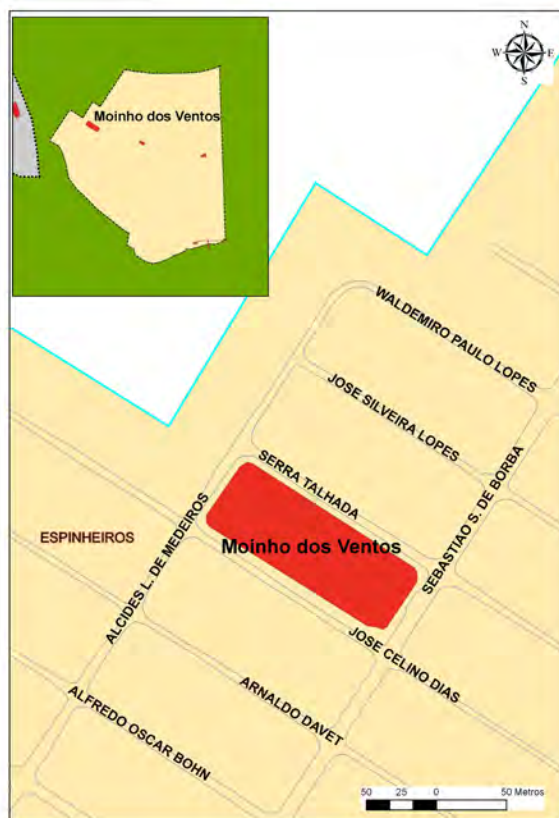 Moinho dos Ventos
N
W E
S
WALDEMIRO PAULO LOPES
JOSE SILVEIRA LOPES
SERRA TALHADA
SEBASTIAO S. DE BORBA
ESPINHEIROS
Moinho dos Ventos
ALCIDES L. DE MEDEIROS
JOSE CELINO DIAS
ARNALDO DAVET
ALFREDO OSCAR BOHN
50 25 0 50 Metros